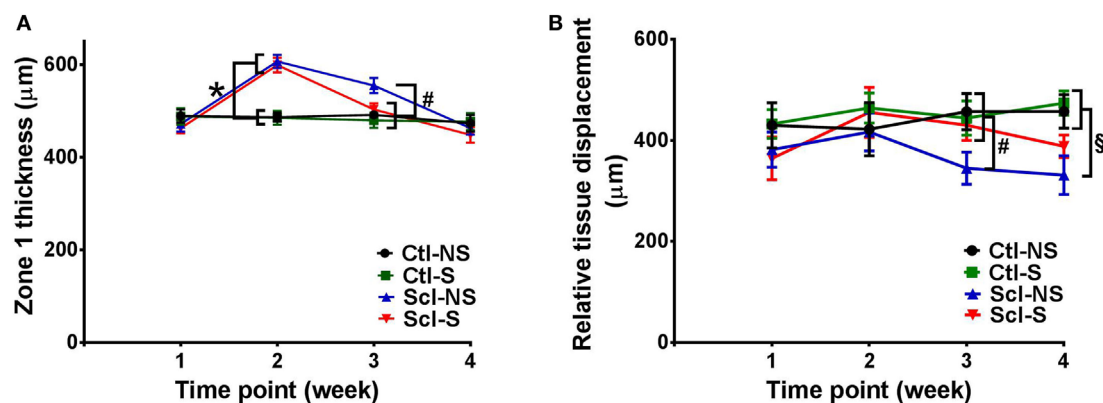 A
Zone 1 thickness (μm)
600
400
200
0
*
#
Ctl-NS
Ctl-S
Scl-NS
Scl-S
1 2 3 4
Time point (week)
B
Relative tissue displacement
(μm)
600
400
200
0
#
§
Ctl-NS
Ctl-S
Scl-NS
Scl-S
1 2 3 4
Time point (week)